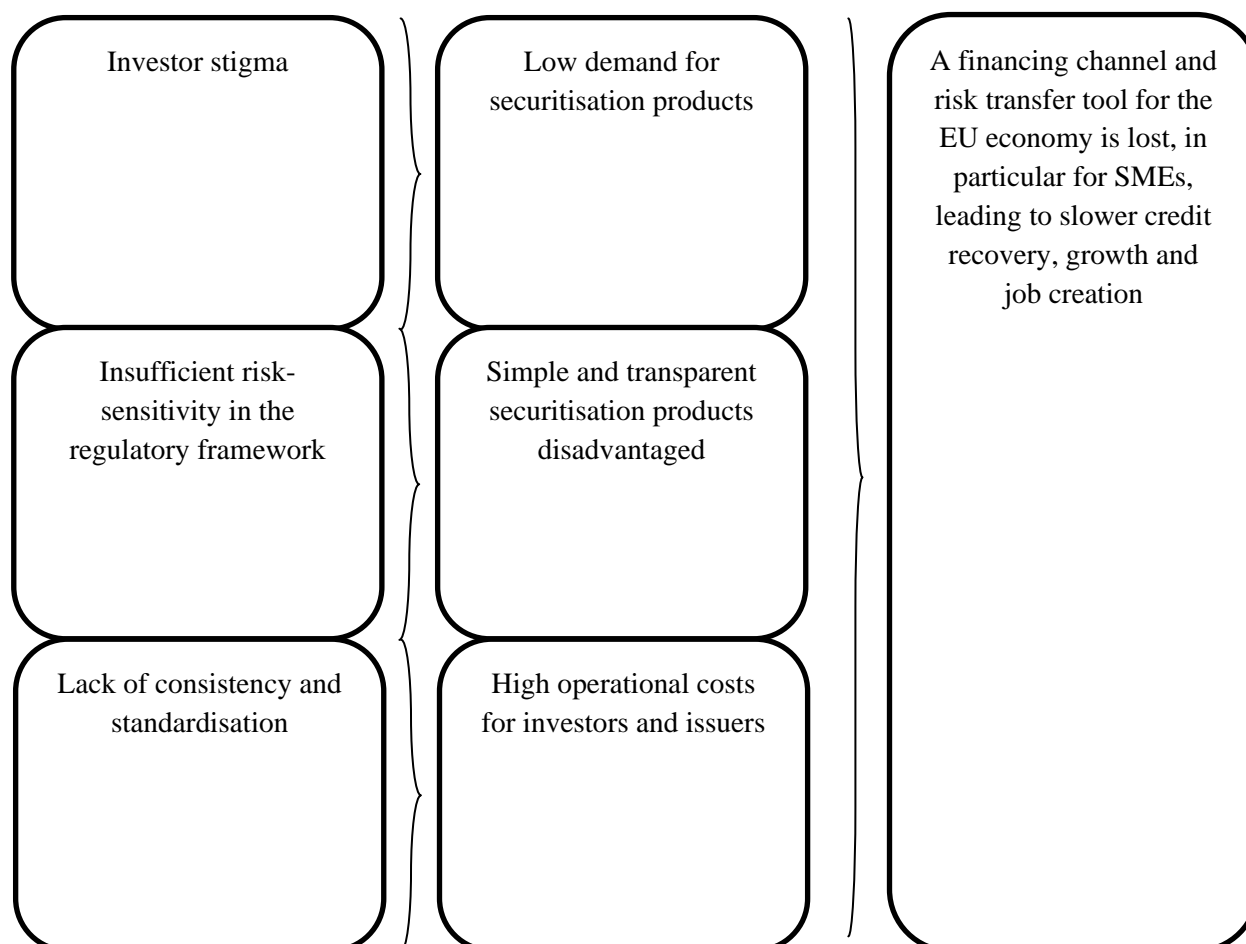 Investor stigma
Low demand for
securitisation products
A financing channel and
risk transfer tool for the
EU economy is lost, in
particular for SMEs,
leading to slower credit
recovery, growth and
job creation
Insufficient risk-
sensitivity in the
regulatory framework
Simple and transparent
securitisation products
disadvantaged
Lack of consistency and
standardisation
High operational costs
for investors and issuers